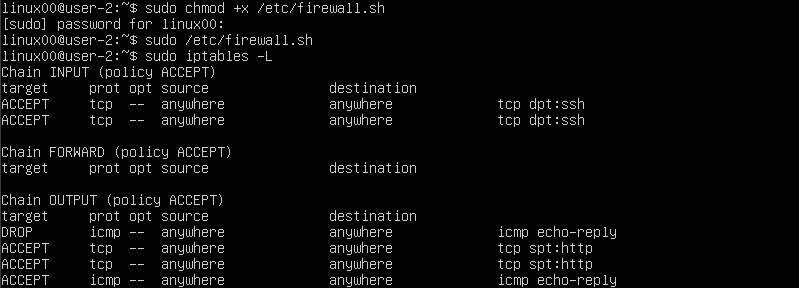 linux00@user-2:~$ sudo chmod +x /etc/firewall.sh
[sudo] password for linux00:
linux00@user-2:~$ sudo /etc/firewall.sh
linux00@user-2:~$ sudo iptables -L
Chain INPUT (policy ACCEPT)
target     prot opt source               destination
ACCEPT     tcp  --  anywhere             anywhere             tcp dpt:ssh
ACCEPT     tcp  --  anywhere             anywhere             tcp dpt:ssh

Chain FORWARD (policy ACCEPT)
target     prot opt source               destination

Chain OUTPUT (policy ACCEPT)
target     prot opt source               destination
DROP       icmp --  anywhere             anywhere             icmp echo-reply
ACCEPT     tcp  --  anywhere             anywhere             tcp spt:http
ACCEPT     tcp  --  anywhere             anywhere             tcp spt:http
ACCEPT     icmp --  anywhere             anywhere             icmp echo-reply